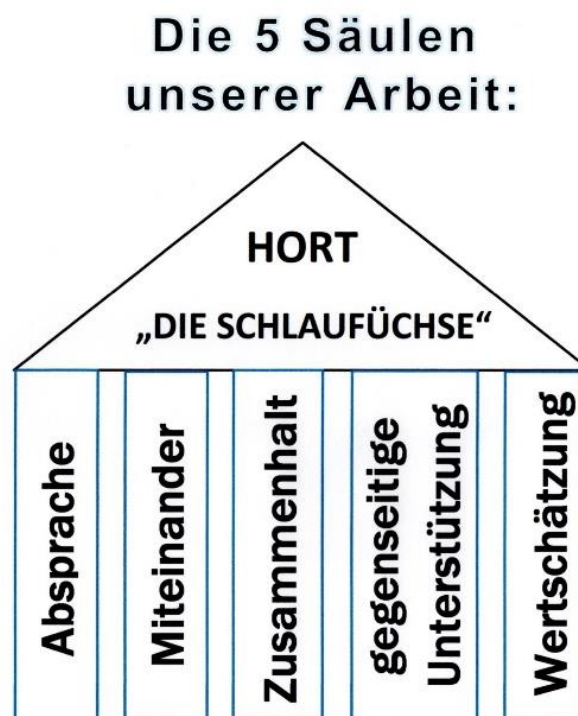 Die 5 Säulen
unserer Arbeit:
HORT
„DIE SCHLAUFÜCHSE“
Absprache
Miteinander
Zusammenhalt
gegenseitige
Unterstützung
Wertschätzung